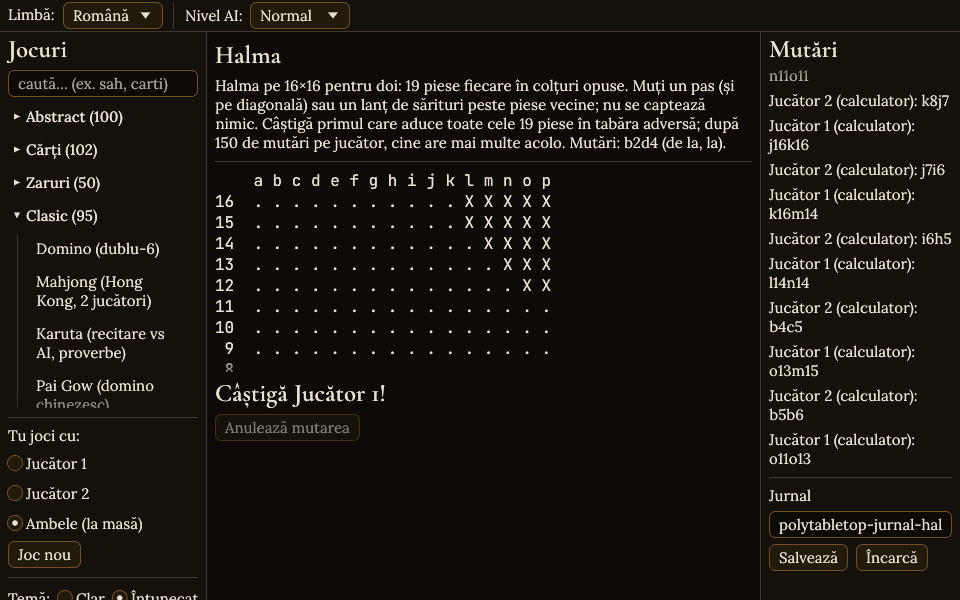 Limbă: Română Nivel AI: Normal
Jocuri
caută... (ex. sah, carti)
Abstract (100)
Cărți (102)
Zaruri (50)
Clasic (95)
Domino (dublu-6)
Mahjong (Hong
Kong, 2 jucători)
Karuta (recitare vs
AI, proverbe)
Pai Gow (domino
chinezesc)
Tu joci cu:
Jucător 1
Jucător 2
Ambele (la masă)
Joc nou
Temă: Clar Întunecat
Halma
Halma pe 16×16 pentru doi: 19 piese fiecare în colțuri opuse. Muți un pas (și
pe diagonală) sau un lanț de sărituri peste piese vecine; nu se captează
nimic. Câștigă primul care aduce toate cele 19 piese în tabăra adversă; după
150 de mutări pe jucător, cine are mai multe acolo. Mutări: b2d4 (de la, la).
a b c d e f g h i j k l m n o p
16 . . . . . . . . . . . X X X X X
15 . . . . . . . . . . . X X X X X
14 . . . . . . . . . . . . X X X X
13 . . . . . . . . . . . . . X X X
12 . . . . . . . . . . . . . . X X
11 . . . . . . . . . . . . . . . .
10 . . . . . . . . . . . . . . . .
9 . . . . . . . . . . . . . . . .
8
Câștigă Jucător 1!
Anulează mutarea
Mutări
n11o11
Jucător 2 (calculator): k8j7
Jucător 1 (calculator):
j16k16
Jucător 2 (calculator): j7i6
Jucător 1 (calculator):
k16m14
Jucător 2 (calculator): i6h5
Jucător 1 (calculator):
l14n14
Jucător 2 (calculator):
b4c5
Jucător 1 (calculator):
o13m15
Jucător 2 (calculator):
b5b6
Jucător 1 (calculator):
o11o13
Jurnal
polytabletop-jurnal-hal
Salvează Încarcă